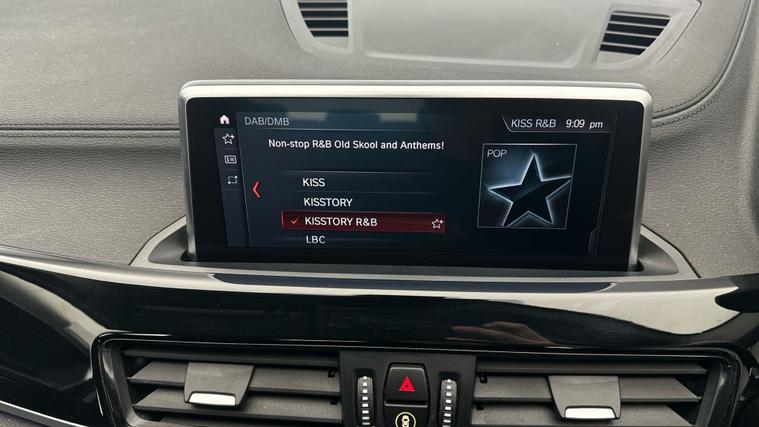 DAB/DMB
KISS R&B 9:09 pm
Non-stop R&B Old Skool and Anthems!
POP
KISS
KISSTORY
KISSTORY R&B
LBC